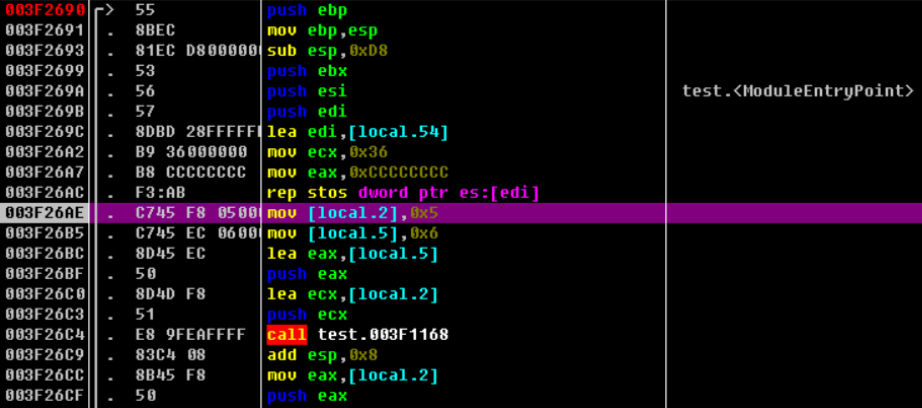 003F2690 > 55 push ebp
003F2691 . 8BEC mov ebp,esp
003F2693 . 81EC D800000 sub esp,0xD8
003F2699 . 53 push ebx
003F269A . 56 push esi test.<ModuleEntryPoint>
003F269B . 57 push edi
003F269C . 8DBD 28FFFFF lea edi,[local.54]
003F26A2 . B9 36000000 mov ecx,0x36
003F26A7 . B8 CCCCCCCC mov eax,0xCCCCCCCC
003F26AC . F3:AB rep stos dword ptr es:[edi]
003F26AE . C745 F8 0500 mov [local.2],0x5
003F26B5 . C745 EC 0600 mov [local.5],0x6
003F26BC . 8D45 EC lea eax,[local.5]
003F26BF . 50 push eax
003F26C0 . 8D4D F8 lea ecx,[local.2]
003F26C3 . 51 push ecx
003F26C4 . E8 9FEAFFFF call test.003F1168
003F26C9 . 83C4 08 add esp,0x8
003F26CC . 8B45 F8 mov eax,[local.2]
003F26CF . 50 push eax